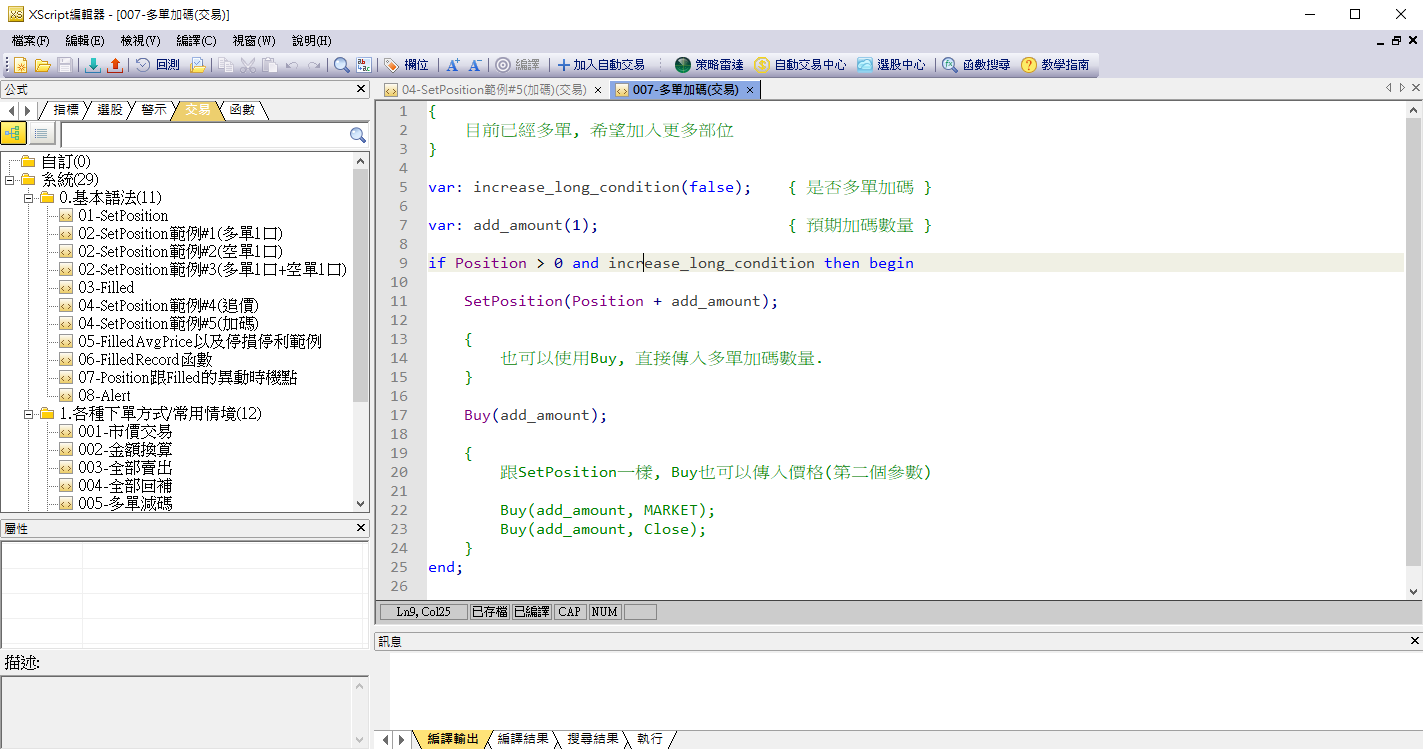 XScript編輯器 - [007-多單加碼(交易)]
檔案(F) 編輯(E) 檢視(V) 編譯(C) 視窗(W) 說明(H)
回測 欄位 A+ A- 編譯 加入自動交易 策略雷達 自動交易中心 選股中心 函數搜尋 教學指南
公式
指標 選股 警示 交易 函數
自訂(0)
系統(29)
0.基本語法(11)
01-SetPosition
02-SetPosition範例#1(多單1口)
02-SetPosition範例#2(空單1口)
02-SetPosition範例#3(多單1口+空單1口)
03-Filled
04-SetPosition範例#4(追價)
04-SetPosition範例#5(加碼)
05-FilledAvgPrice以及停損停利範例
06-FilledRecord函數
07-Position跟Filled的異動時機點
08-Alert
1.各種下單方式/常用情境(12)
001-市價交易
002-金額換算
003-全部賣出
004-全部回補
005-多單減碼
屬性
描述:
04-SetPosition範例#5(加碼)(交易) 007-多單加碼(交易)
1 {
2 目前已經多單, 希望加入更多部位
3 }
4
5 var: increase_long_condition(false); { 是否多單加碼 }
6
7 var: add_amount(1); { 預期加碼數量 }
8
9 if Position > 0 and increase_long_condition then begin
10
11 SetPosition(Position + add_amount);
12
13 {
14 也可以使用Buy, 直接傳入多單加碼數量.
15 }
16
17 Buy(add_amount);
18
19 {
20 跟SetPosition一樣, Buy也可以傳入價格(第二個參數)
21
22 Buy(add_amount, MARKET);
23 Buy(add_amount, Close);
24 }
25 end;
26
Ln9, Col25 已存檔 已編譯 CAP NUM
訊息
編譯輸出 編譯結果 搜尋結果 執行